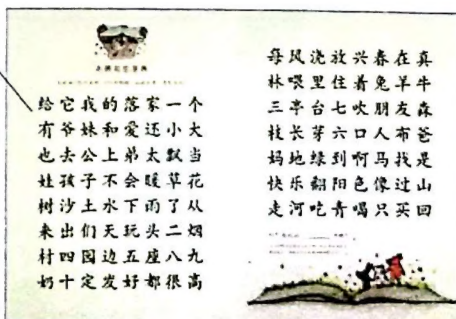 给它我的落家一个
有爷妹和爱还小大
也去公上弟太飘当
娃孩子不会暖草花
树沙土水下雨了从
来出们天玩头二烟
村四园边五座八九
奶十定发好都很高
每风浇放兴春在真
林喂里住着兔羊牛
三亭台七吹朋友森
枝长芽六口人布爸
妈地绿到啊马找是
快乐翻阳色像过山
走河吃青喝只买回